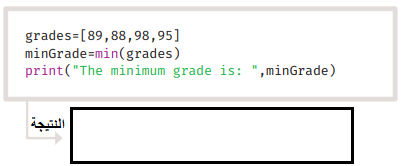 grades=[89,88,98,95]
minGrade=min(grades)
print("The minimum grade is: ",minGrade)
النتيجة